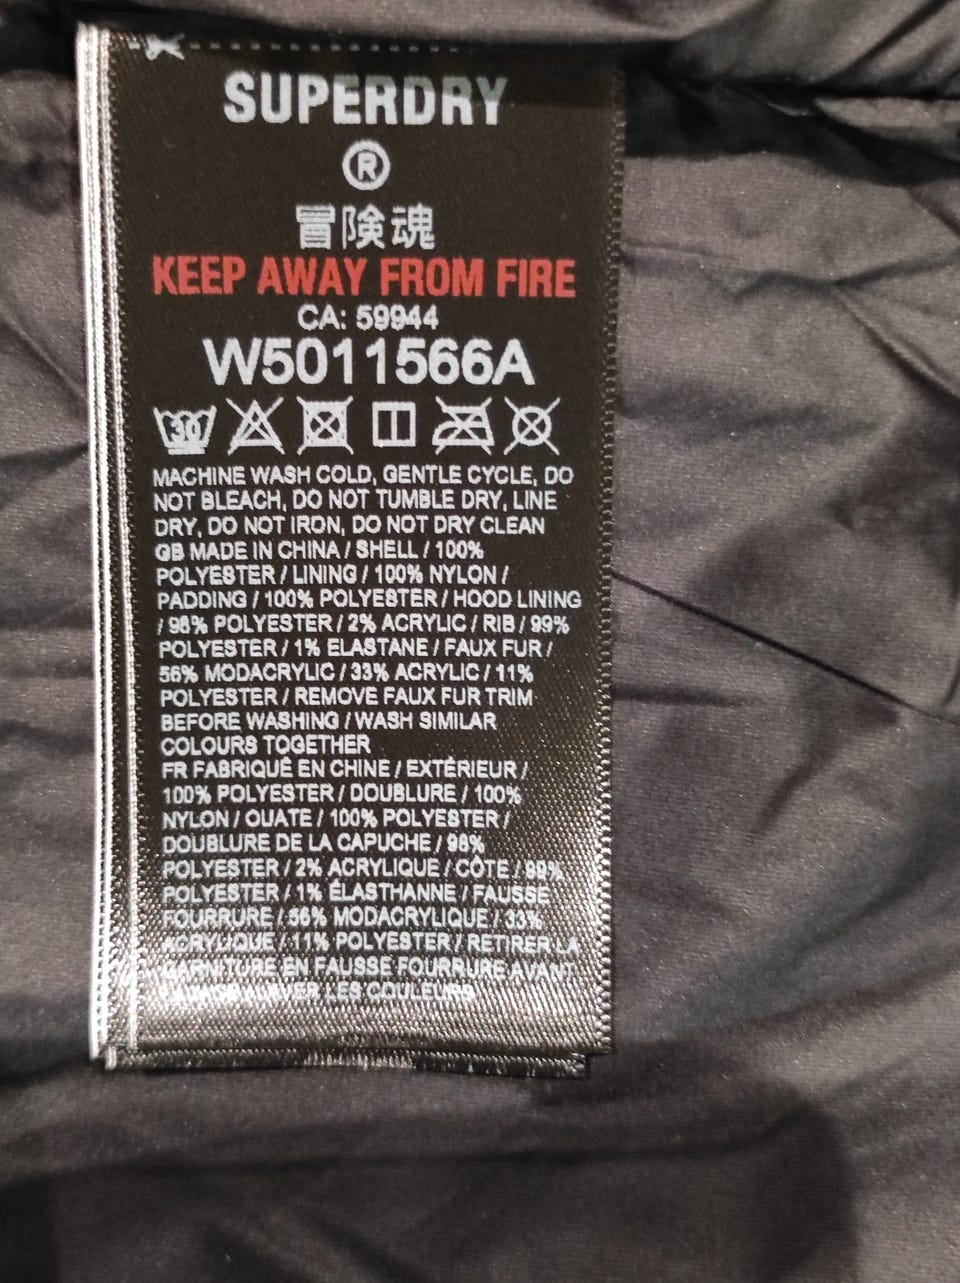 SUPERDRY
®
冒険魂
KEEP AWAY FROM FIRE
CA: 59944
W5011566A
30
MACHINE WASH COLD, GENTLE CYCLE, DO
NOT BLEACH, DO NOT TUMBLE DRY, LINE
DRY, DO NOT IRON, DO NOT DRY CLEAN
GB MADE IN CHINA / SHELL / 100%
POLYESTER / LINING / 100% NYLON /
PADDING / 100% POLYESTER / HOOD LINING
/ 98% POLYESTER / 2% ACRYLIC / RIB / 99%
POLYESTER / 1% ELASTANE / FAUX FUR /
56% MODACRYLIC / 33% ACRYLIC / 11%
POLYESTER / REMOVE FAUX FUR TRIM
BEFORE WASHING / WASH SIMILAR
COLOURS TOGETHER
FR FABRIQUÉ EN CHINE / EXTÉRIEUR /
100% POLYESTER / DOUBLURE / 100%
NYLON / OUATE / 100% POLYESTER /
DOUBLURE DE LA CAPUCHE / 98%
POLYESTER / 2% ACRYLIQUE / CÔTE / 99%
POLYESTER / 1% ÉLASTHANNE / FAUSSE
FOURRURE / 56% MODACRYLIQUE / 33%
ACRYLIQUE / 11% POLYESTER / RETIRER LA
GARNITURE EN FAUSSE FOURRURE AVANT
LES COULEURS